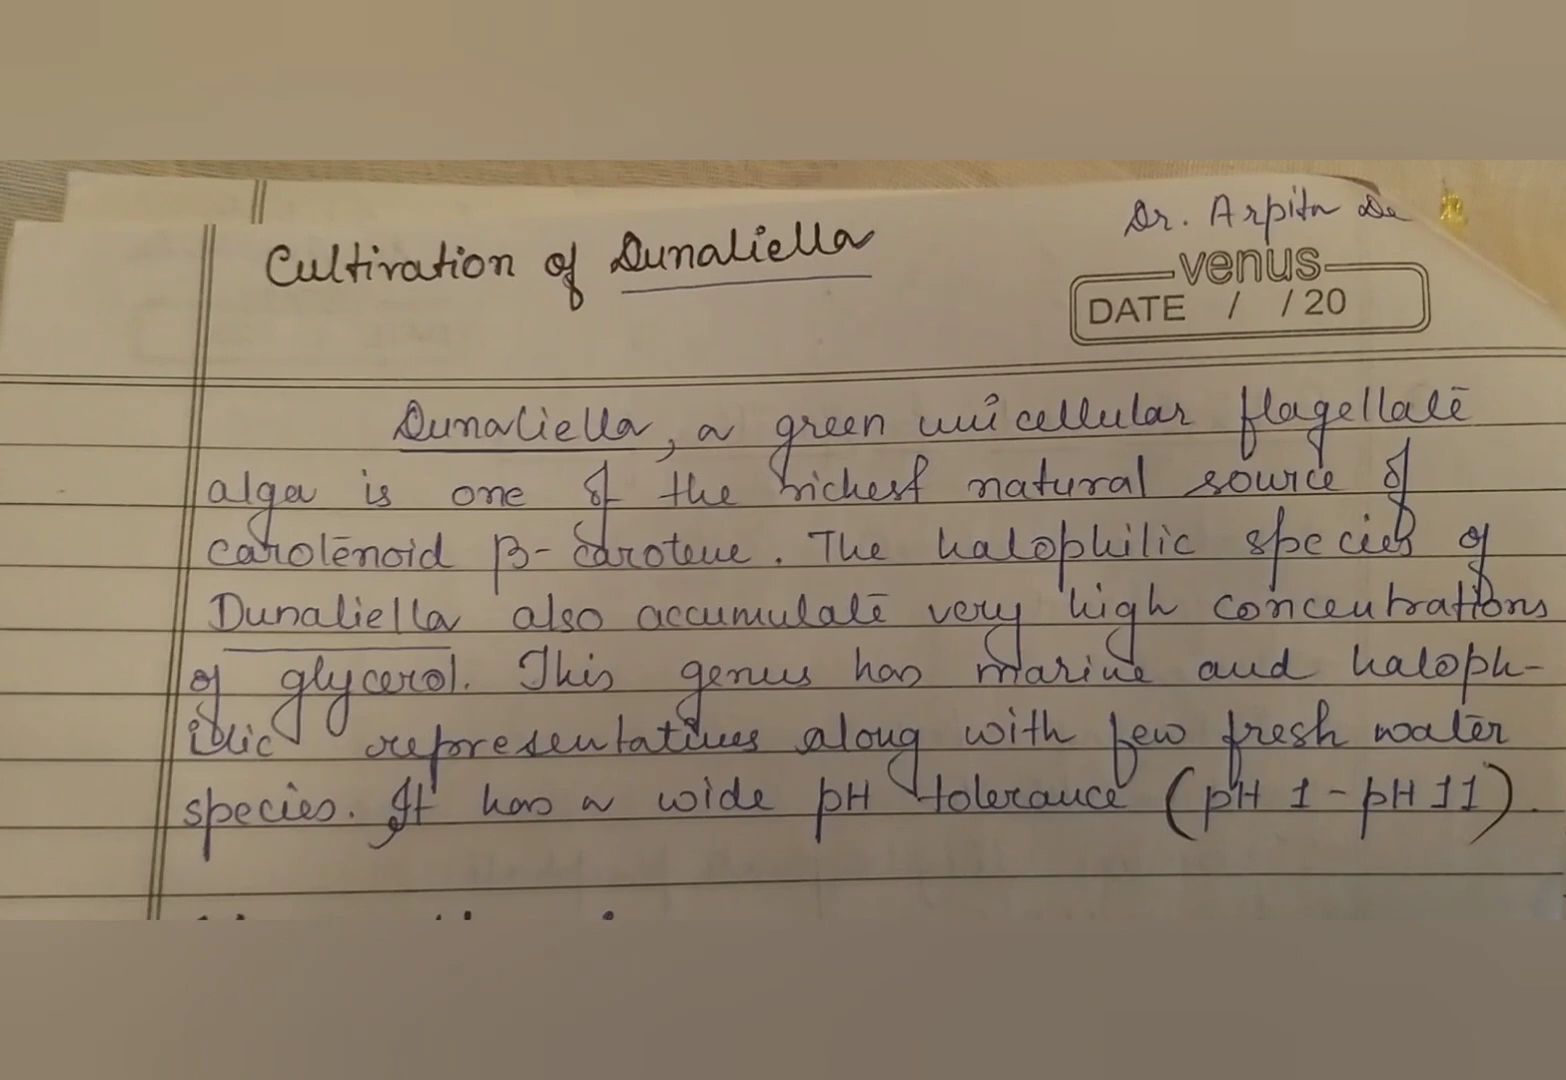 Dr. Arpita De
Cultivation of Dunaliella
venus
DATE / /20
Dunaliella, a green unicellular flagellate
alga is one of the richest natural source of
carotenoid β-carotene. The halophilic species of
Dunaliella also accumulate very high concentrations
of glycerol. This genus has marine and haloph-
ilic representatives along with few fresh water
species. It has a wide pH tolerance (pH 1 - pH 11).